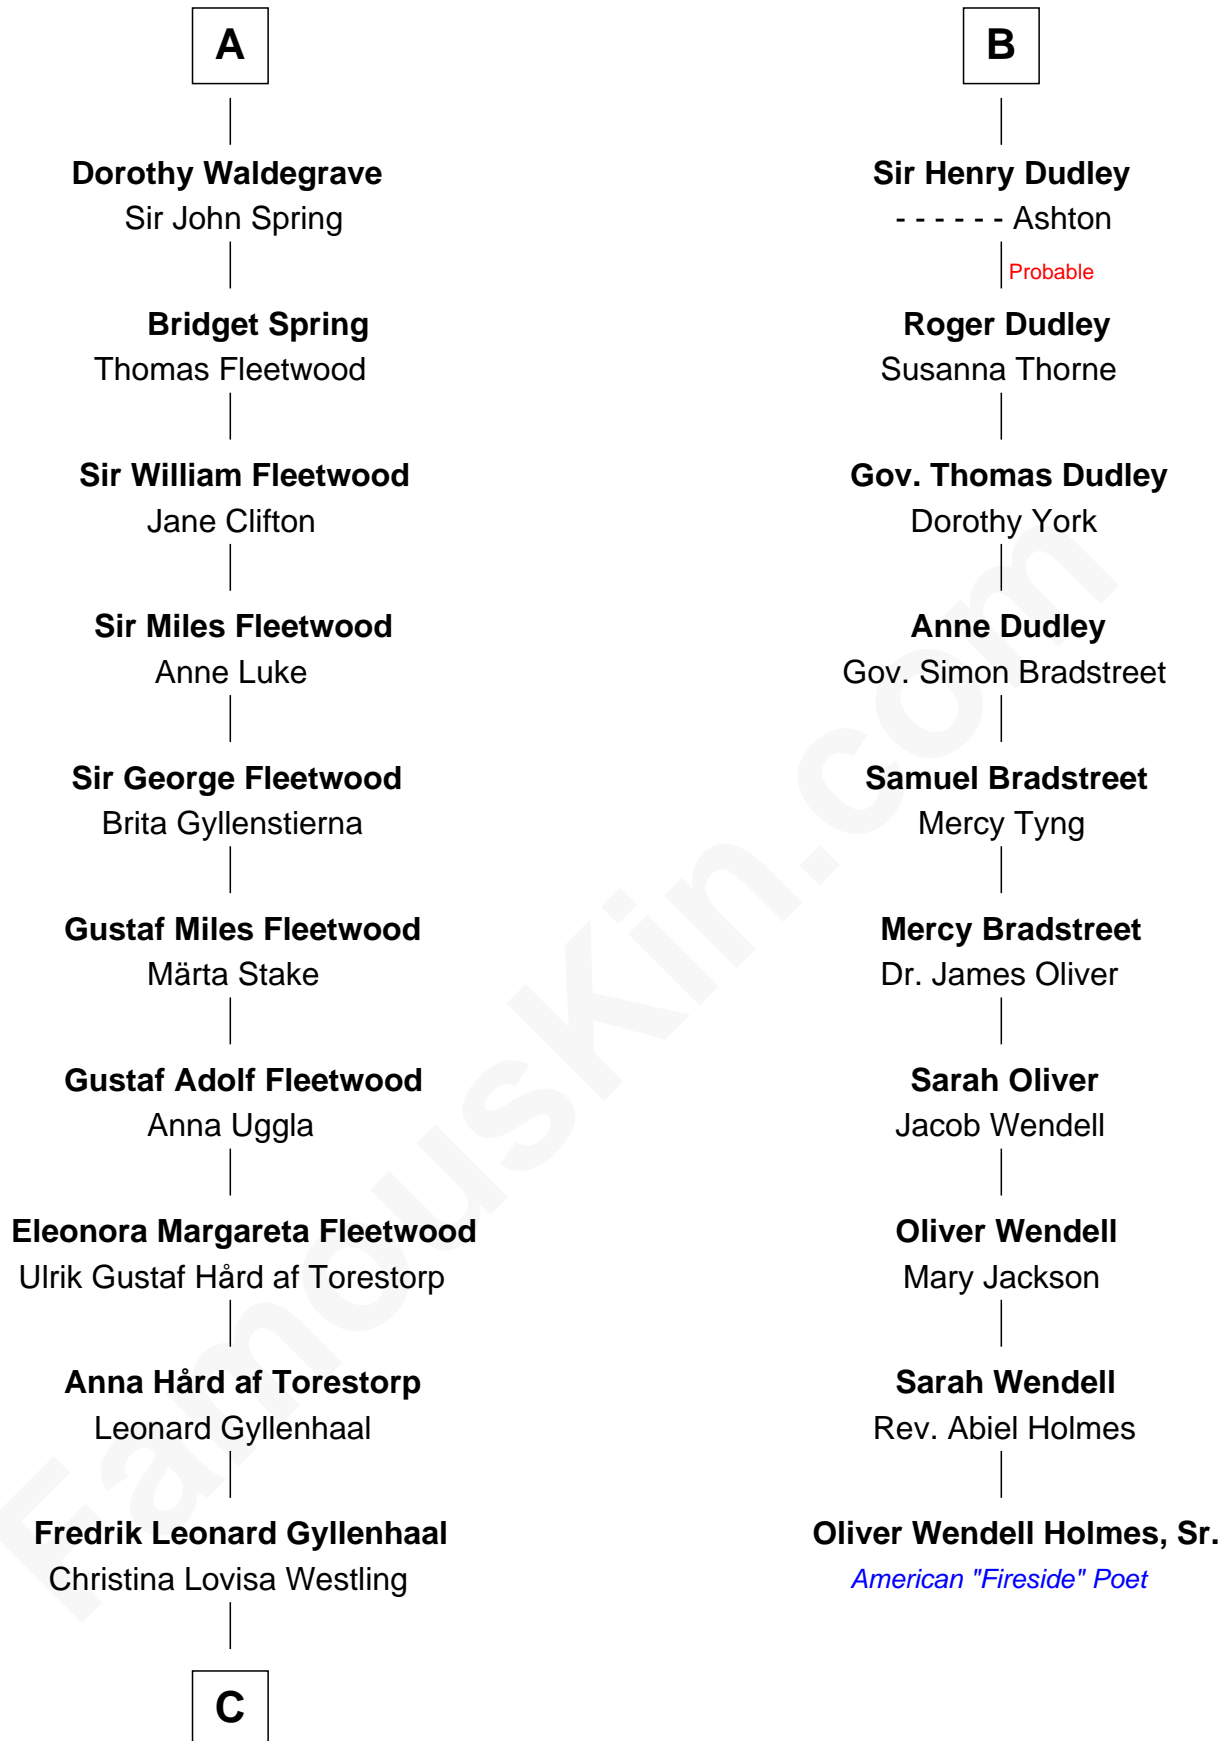 A
Dorothy Waldegrave
Sir John Spring
Bridget Spring
Thomas Fleetwood
Sir William Fleetwood
Jane Clifton
Sir Miles Fleetwood
Anne Luke
Sir George Fleetwood
Brita Gyllenstierna
Gustaf Miles Fleetwood
Märta Stake
Gustaf Adolf Fleetwood
Anna Uggla
Eleonora Margareta Fleetwood
Ulrik Gustaf Hård af Torestorp
Anna Hård af Torestorp
Leonard Gyllenhaal
Fredrik Leonard Gyllenhaal
Christina Lovisa Westling
C
B
Sir Henry Dudley
- - - - - - Ashton
Probable
Roger Dudley
Susanna Thorne
Gov. Thomas Dudley
Dorothy York
Anne Dudley
Gov. Simon Bradstreet
Samuel Bradstreet
Mercy Tyng
Mercy Bradstreet
Dr. James Oliver
Sarah Oliver
Jacob Wendell
Oliver Wendell
Mary Jackson
Sarah Wendell
Rev. Abiel Holmes
Oliver Wendell Holmes, Sr.
American "Fireside" Poet
FamousKin.com